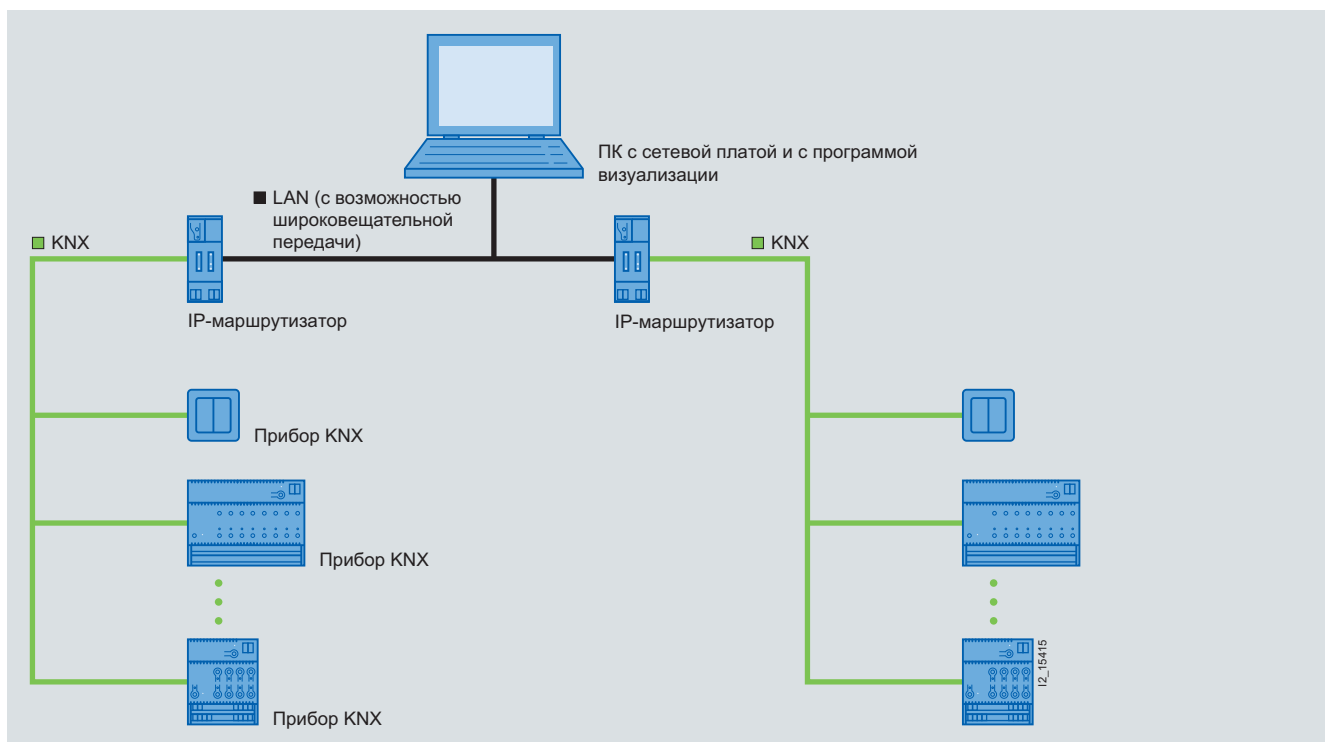 ПК с сетевой платой и с программой
визуализации
LAN (с возможностью
широковещательной
передачи)
KNX
KNX
IP-маршрутизатор
IP-маршрутизатор
Прибор KNX
Прибор KNX
Прибор KNX
I2_15415